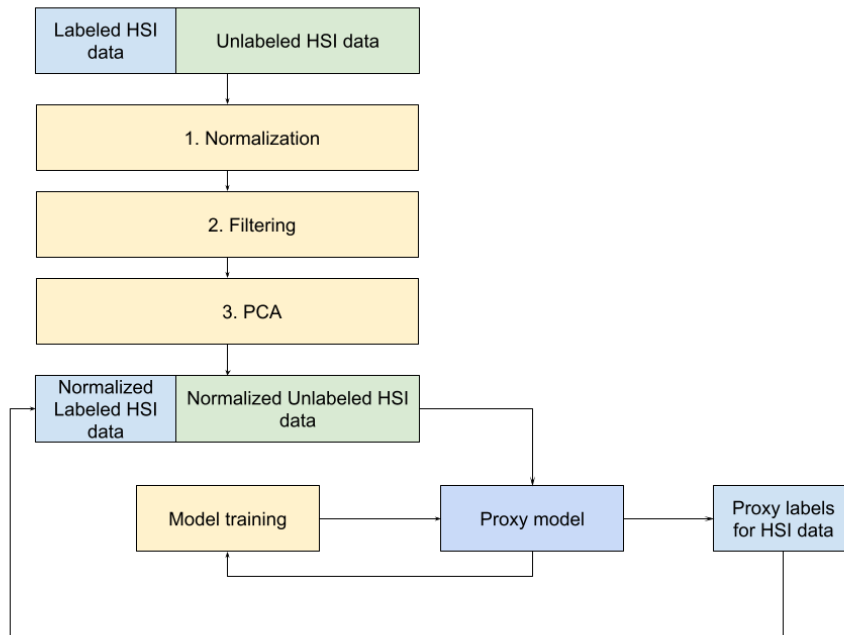 Labeled HSI
data
Unlabeled HSI data
1. Normalization
2. Filtering
3. PCA
Normalized
Labeled HSI
data
Normalized Unlabeled HSI
data
Model training
Proxy model
Proxy labels
for HSI data